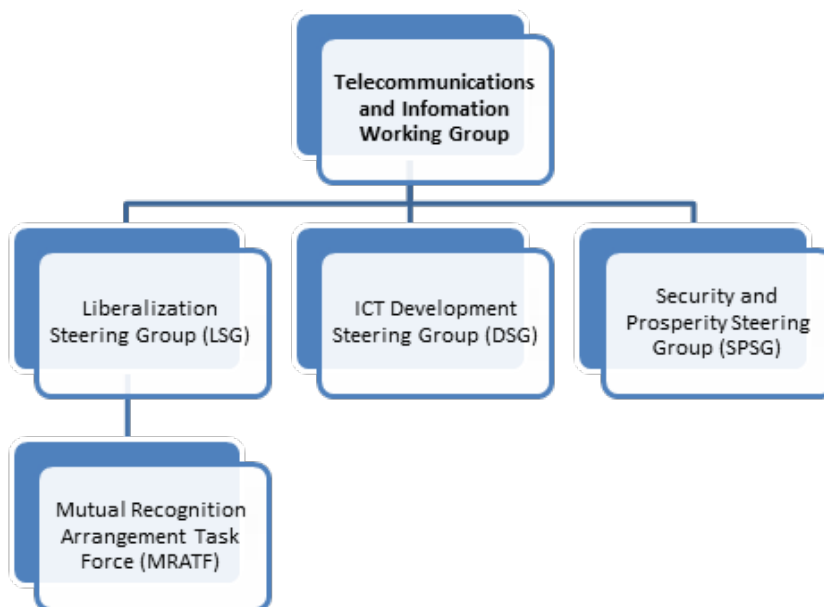 Telecommunications
and Infomation
Working Group
Liberalization
Steering Group (LSG)
ICT Development
Steering Group (DSG)
Security and
Prosperity Steering
Group (SPSG)
Mutual Recognition
Arrangement Task
Force (MRATF)